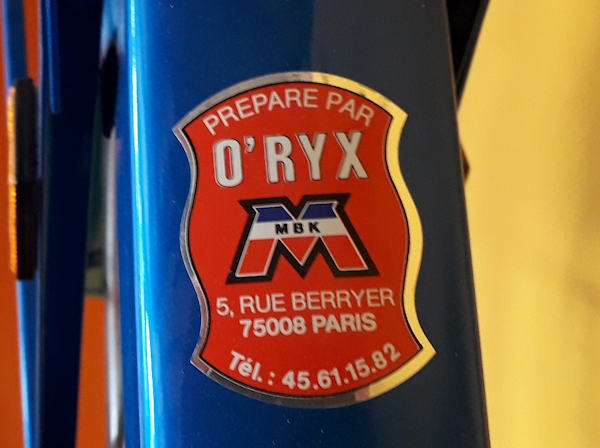 PREPARE PAR
O'RYX
MBK
5, RUE BERRYER
75008 PARIS
Tél.: 45.61.15.82